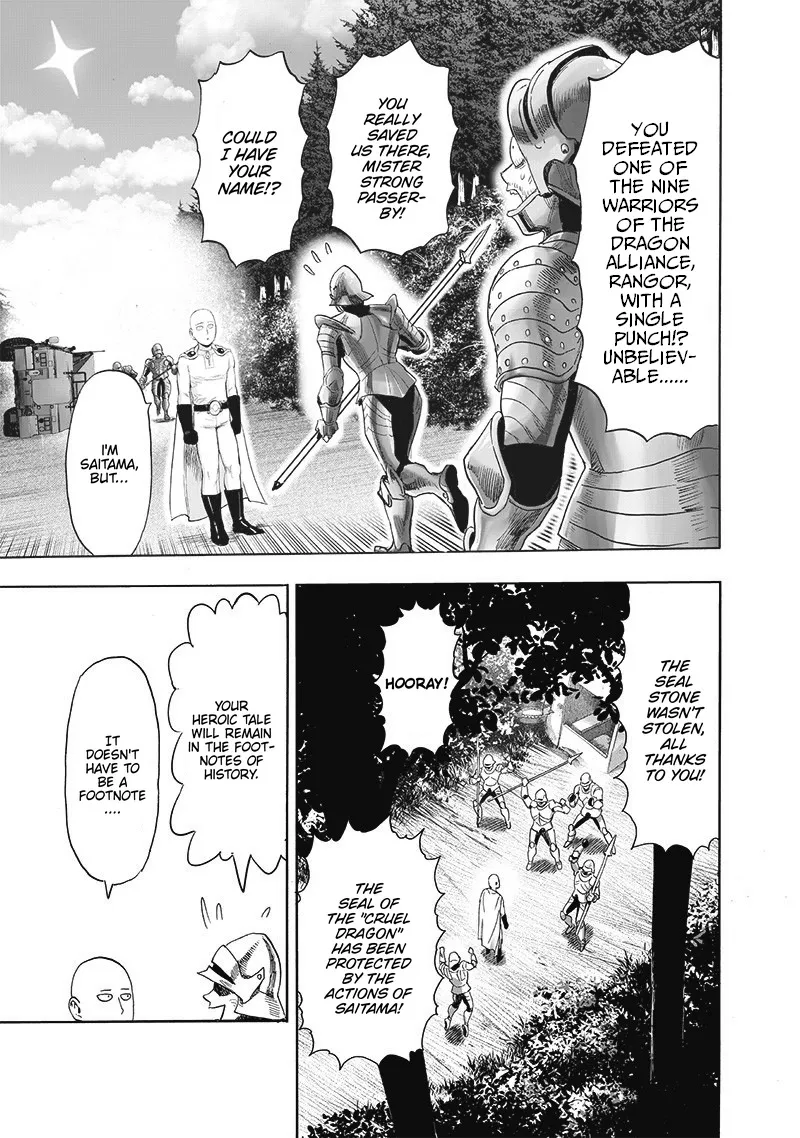 YOU
DEFEATED
ONE OF
THE NINE
WARRIORS
OF THE
DRAGON
ALLIANCE,
RANGOR,
WITH A
SINGLE
PUNCH!?
UNBELIEV-
ABLE......
YOU
REALLY
SAVED
US THERE,
MISTER
STRONG
PASSER-
BY!
COULD
I HAVE
YOUR
NAME!?
I'M
SAITAMA,
BUT...
THE
SEAL
STONE
WASN'T
STOLEN,
ALL
THANKS
TO YOU!
HOORAY!
THE
SEAL OF
THE "CRUEL
DRAGON"
HAS BEEN
PROTECTED
BY THE
ACTIONS OF
SAITAMA!
YOUR
HEROIC TALE
WILL REMAIN
IN THE FOOT-
NOTES OF
HISTORY.
IT
DOESN'T
HAVE TO
BE A
FOOTNOTE
....